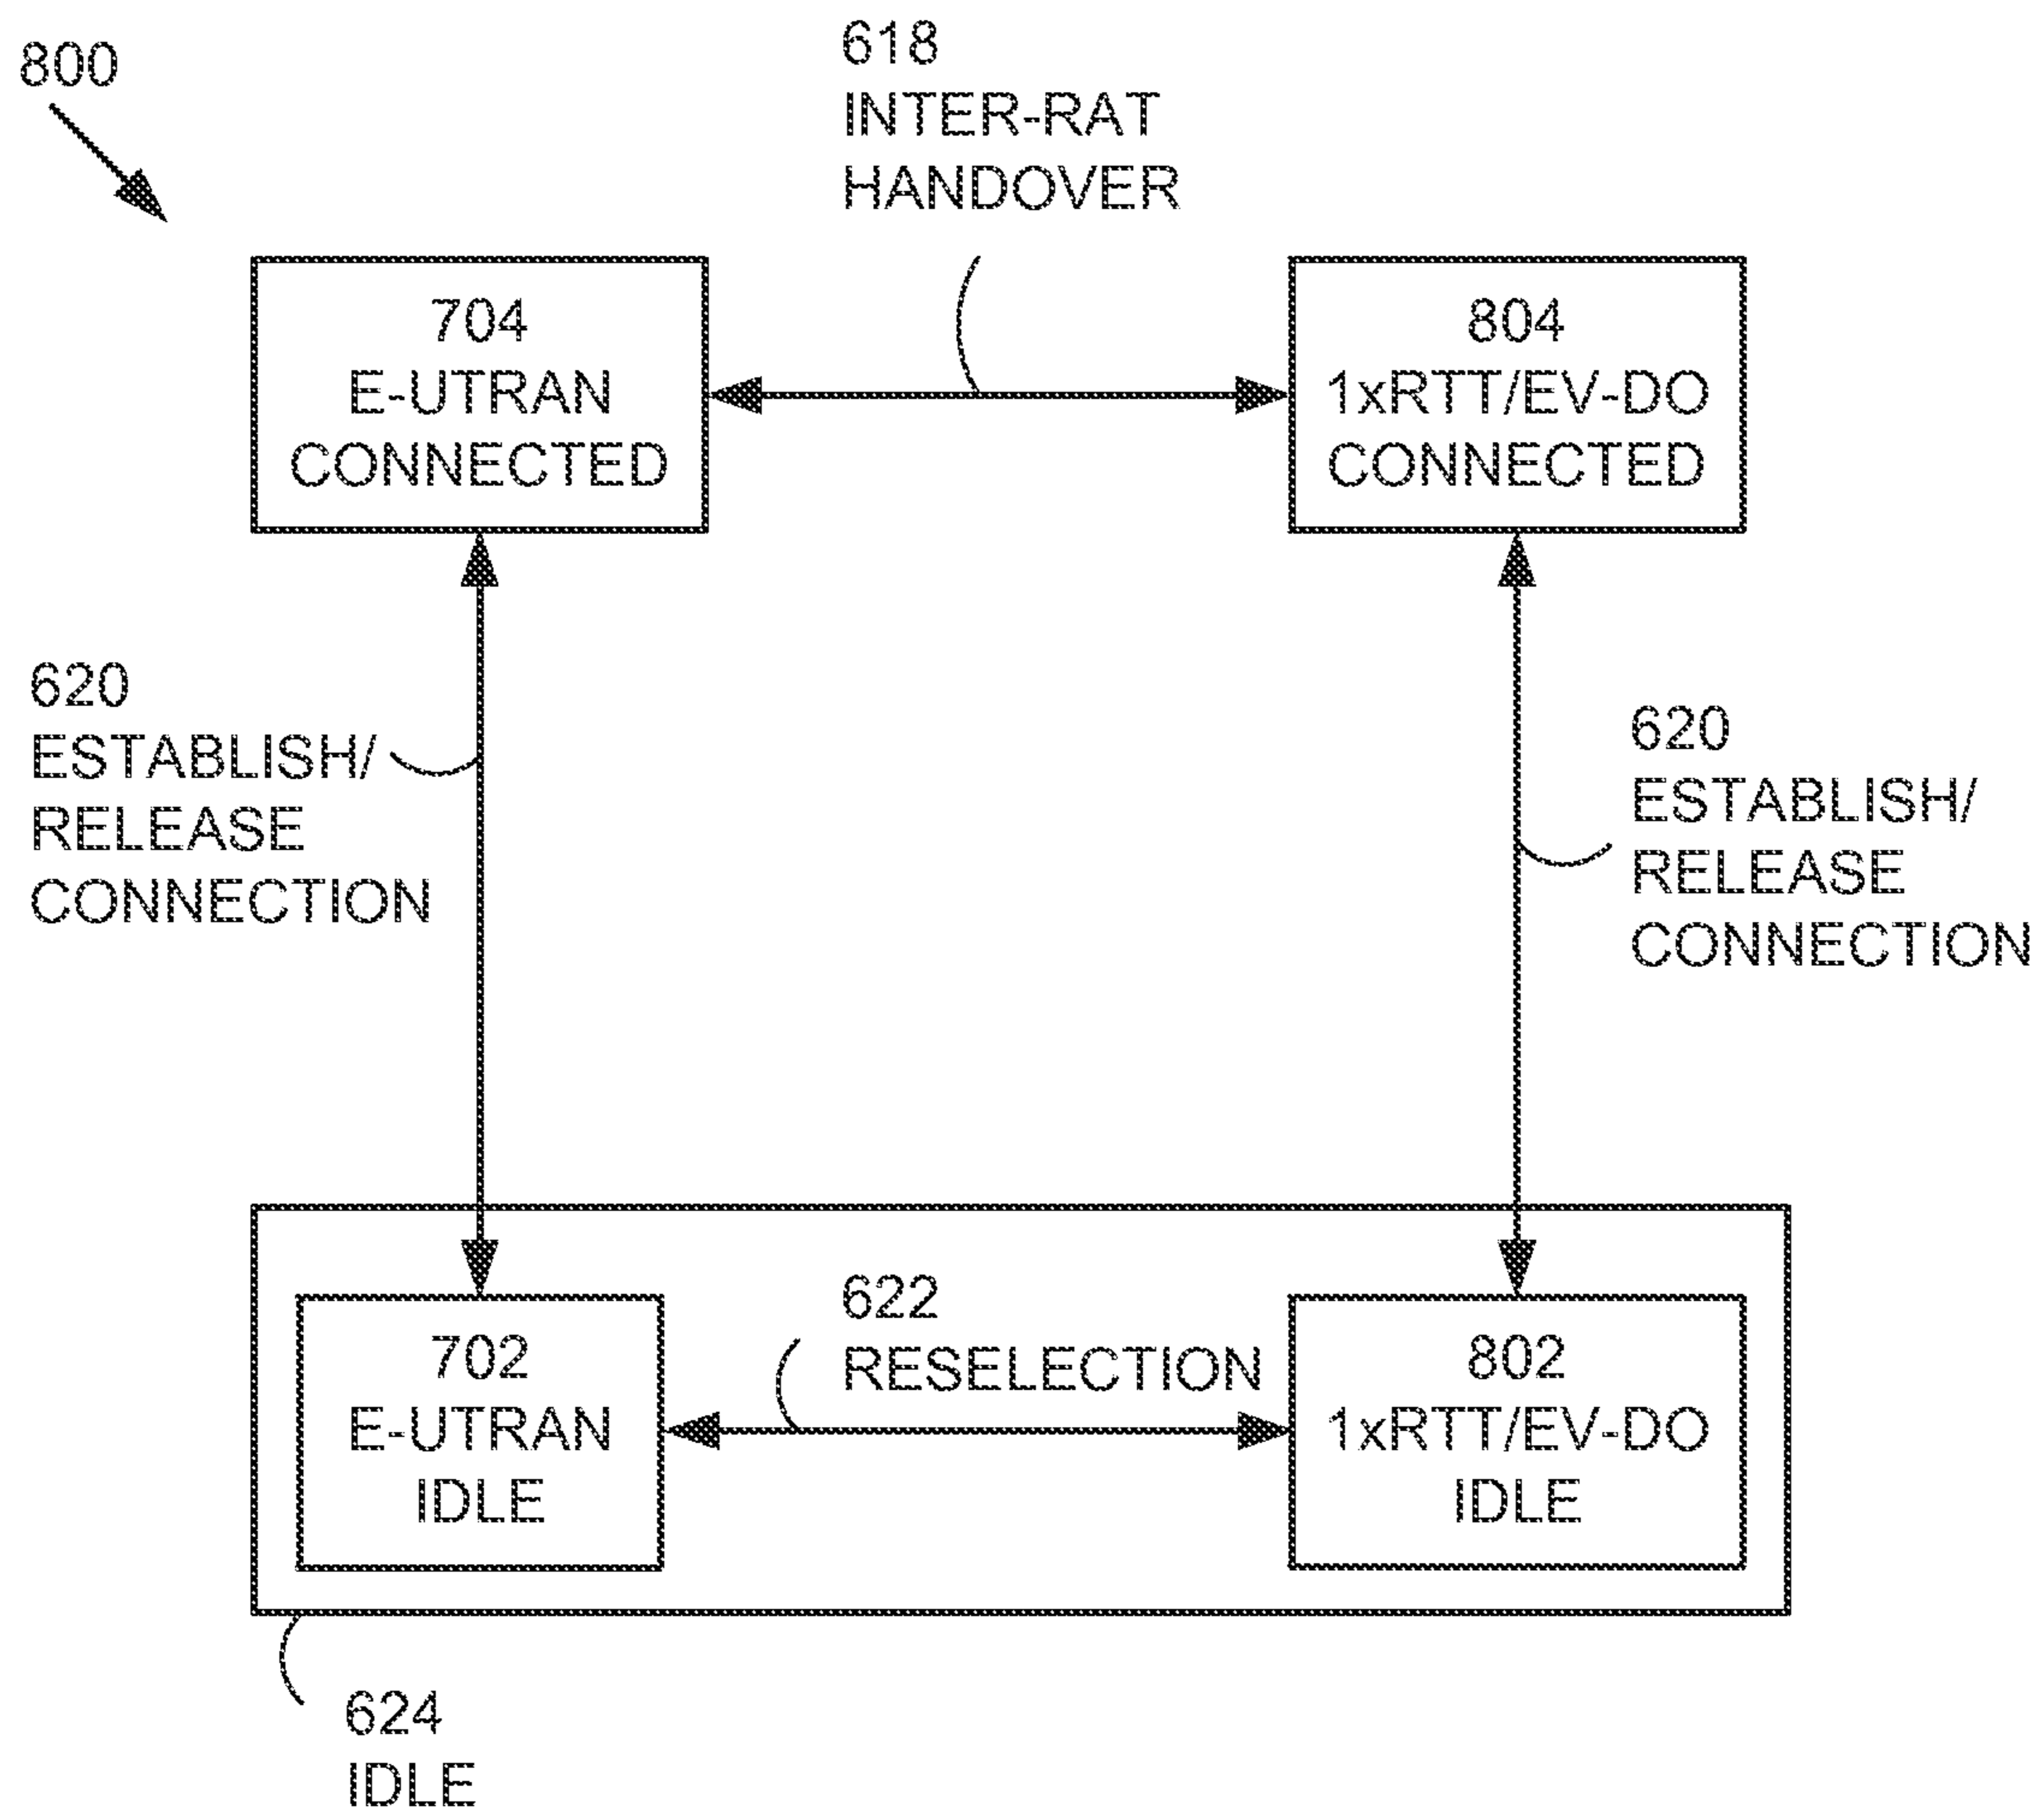 800
618
INTER-RAT
HANDOVER
704
E-UTRAN
CONNECTED
804
1xRTT/EV-DO
CONNECTED
620
ESTABLISH/
RELEASE
CONNECTION
620
ESTABLISH/
RELEASE
CONNECTION
702
E-UTRAN
IDLE
622
RESELECTION
802
1xRTT/EV-DO
IDLE
624
IDLE